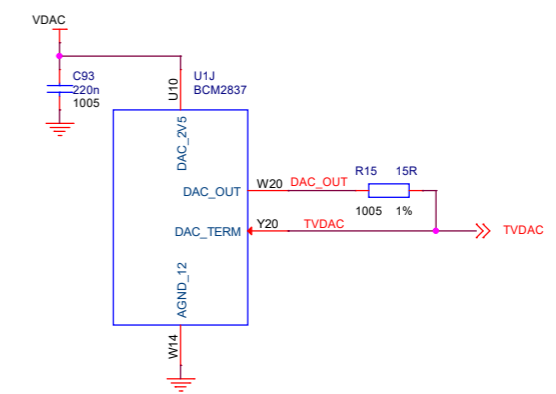 VDAC
C93
220n
1005
U10
U1J
BCM2837
DAC_2V5
DAC_OUT
W20
DAC_OUT
R15
15R
1005
1%
DAC_TERM
Y20
TVDAC
TVDAC
AGND_12
W14